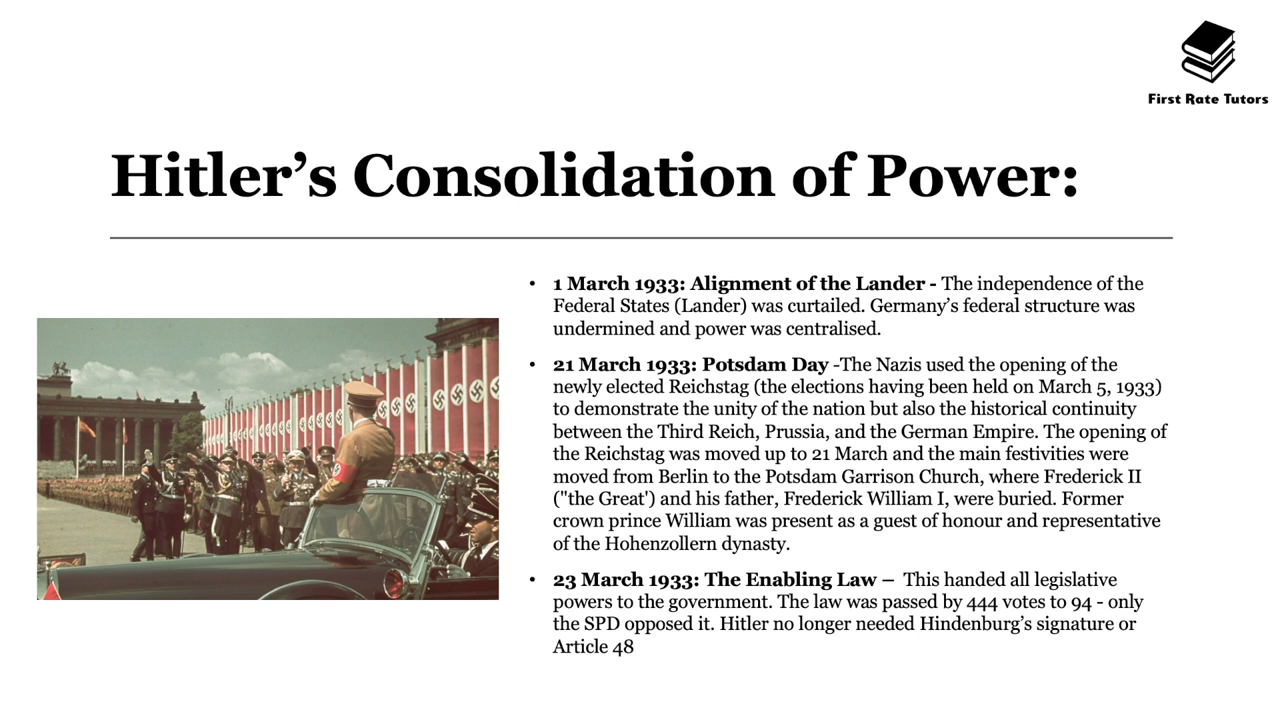 First Rate Tutors
Hitler’s Consolidation of Power:
• 1 March 1933: Alignment of the Lander - The independence of the
Federal States (Lander) was curtailed. Germany’s federal structure was
undermined and power was centralised.
• 21 March 1933: Potsdam Day -The Nazis used the opening of the
newly elected Reichstag (the elections having been held on March 5, 1933)
to demonstrate the unity of the nation but also the historical continuity
between the Third Reich, Prussia, and the German Empire. The opening of
the Reichstag was moved up to 21 March and the main festivities were
moved from Berlin to the Potsdam Garrison Church, where Frederick II
("the Great') and his father, Frederick William I, were buried. Former
crown prince William was present as a guest of honour and representative
of the Hohenzollern dynasty.
• 23 March 1933: The Enabling Law – This handed all legislative
powers to the government. The law was passed by 444 votes to 94 - only
the SPD opposed it. Hitler no longer needed Hindenburg’s signature or
Article 48